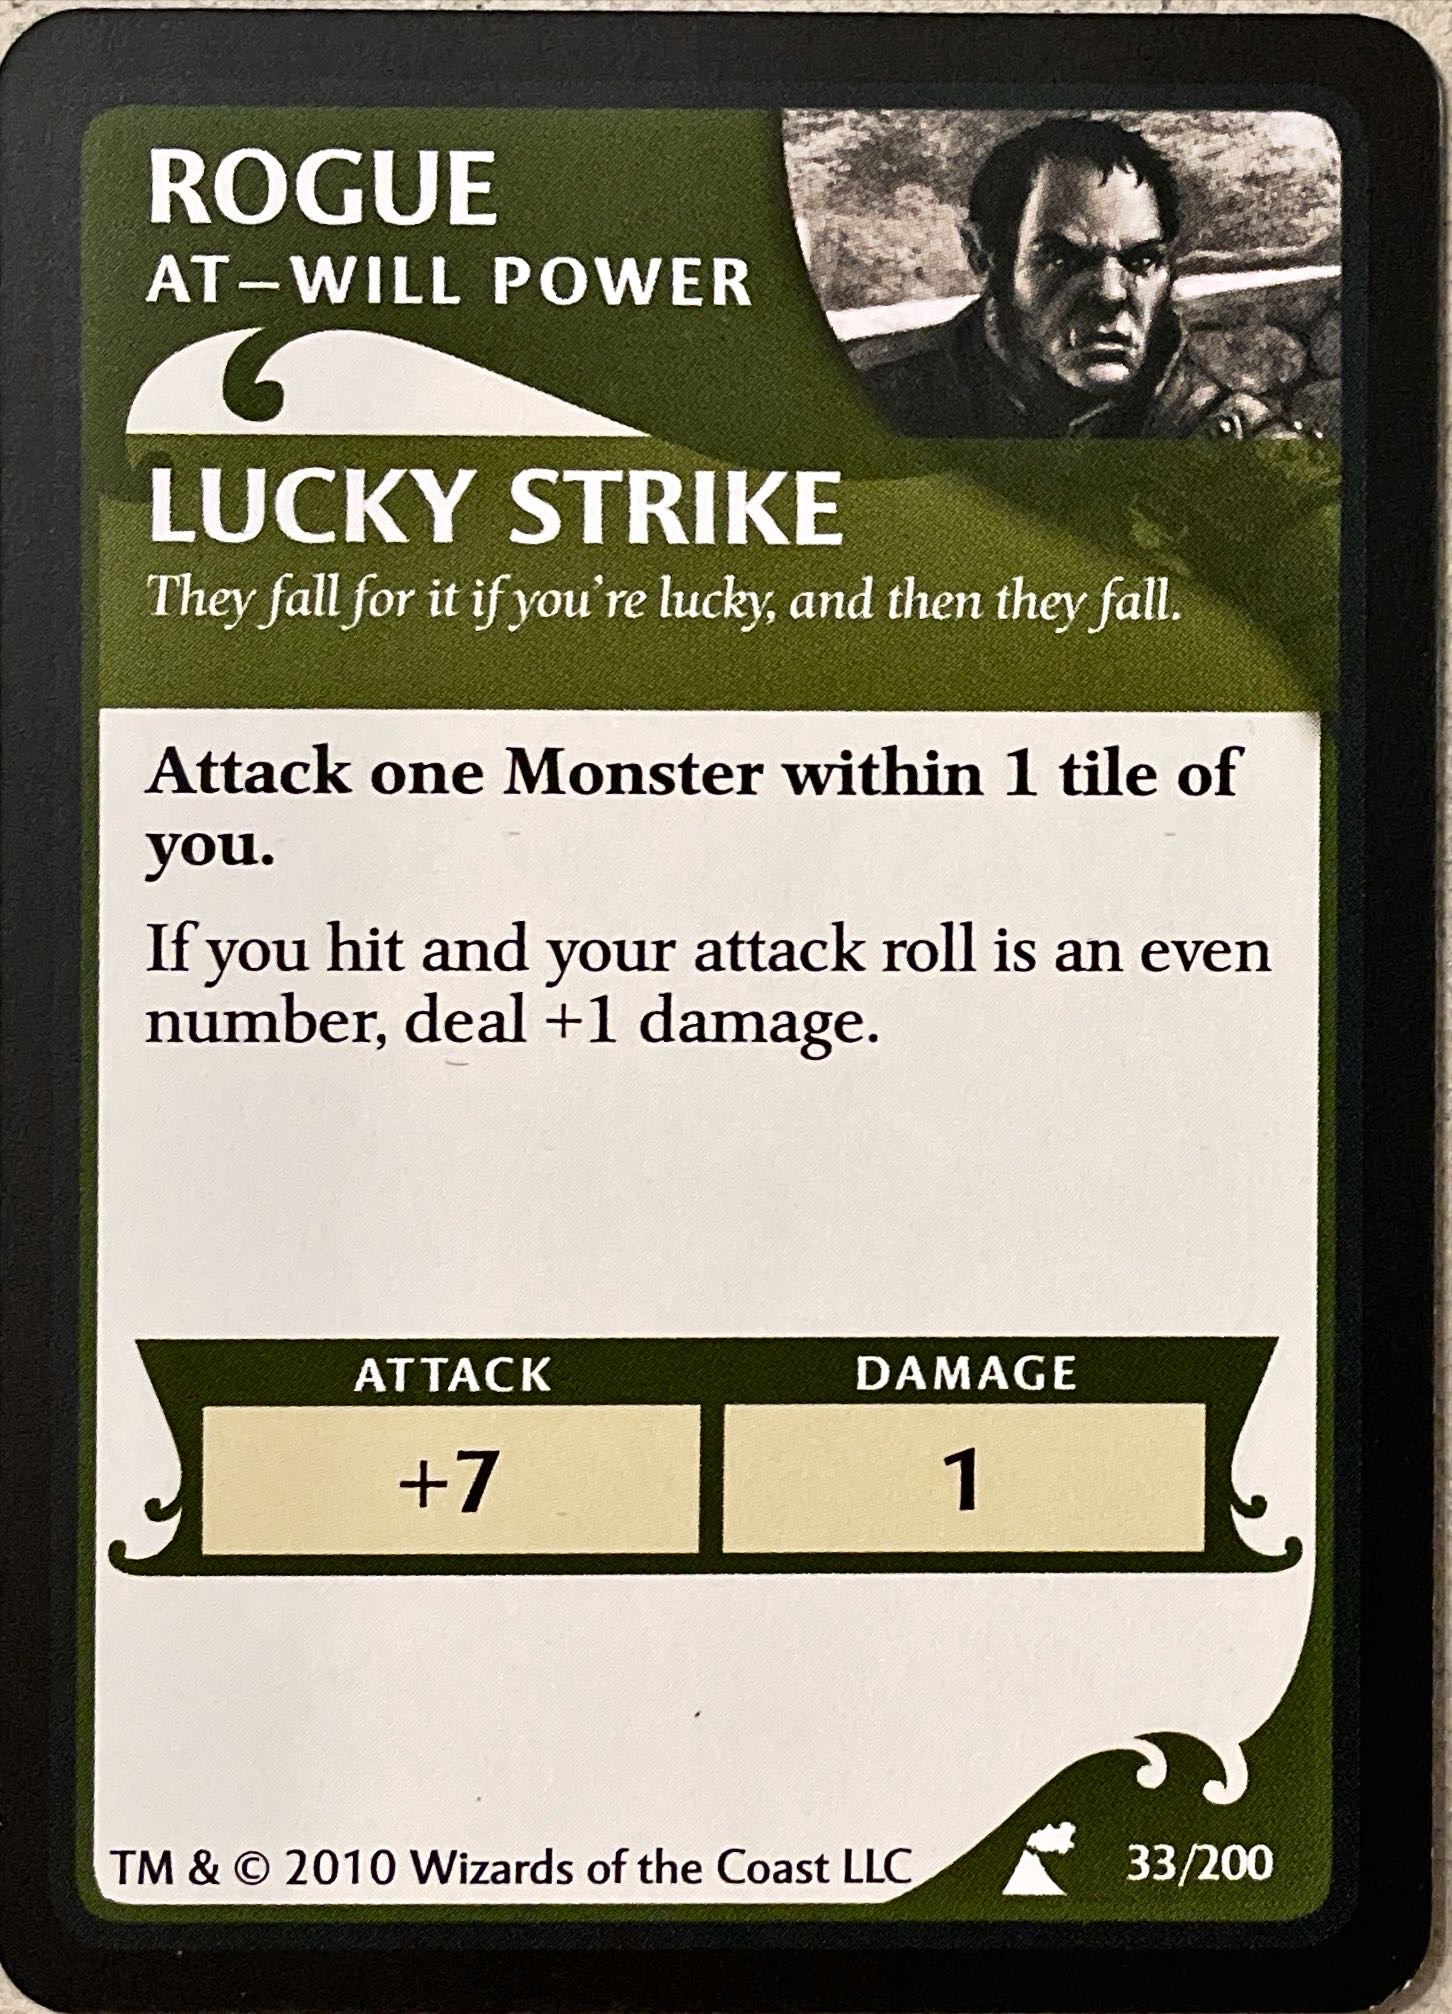 ROGUE
AT–WILL POWER
LUCKY STRIKE
They fall for it if you're lucky, and then they fall.
Attack one Monster within 1 tile of
you.
If you hit and your attack roll is an even
number, deal +1 damage.
ATTACK DAMAGE
+7 1
TM & © 2010 Wizards of the Coast LLC 33/200